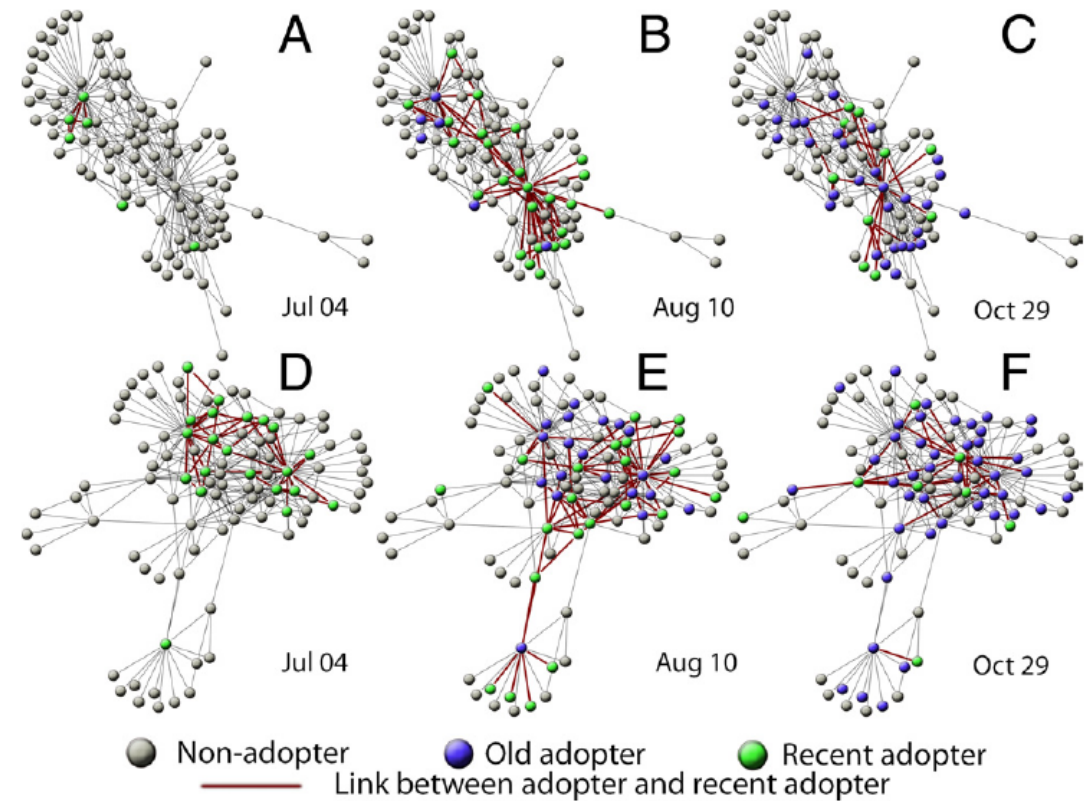 A B C
Jul 04 Aug 10 Oct 29
D E F
Jul 04 Aug 10 Oct 29
Non-adopter Old adopter Recent adopter
Link between adopter and recent adopter